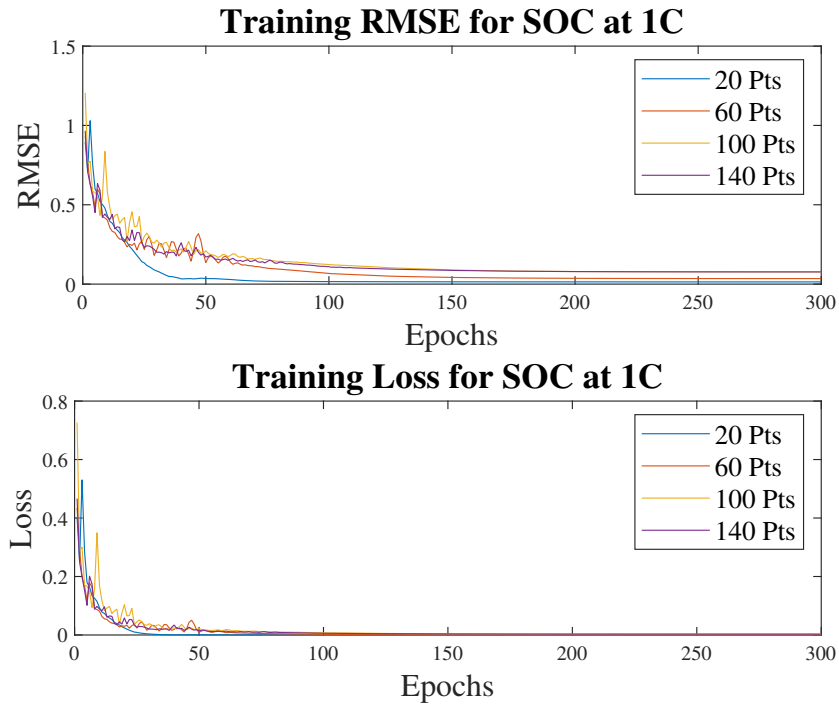 Training RMSE for SOC at 1C
1.5
1
0.5
0
RMSE
20 Pts
60 Pts
100 Pts
140 Pts
0 50 100 150 200 250 300
Epochs
Training Loss for SOC at 1C
0.8
0.6
0.4
0.2
0
Loss
20 Pts
60 Pts
100 Pts
140 Pts
0 50 100 150 200 250 300
Epochs